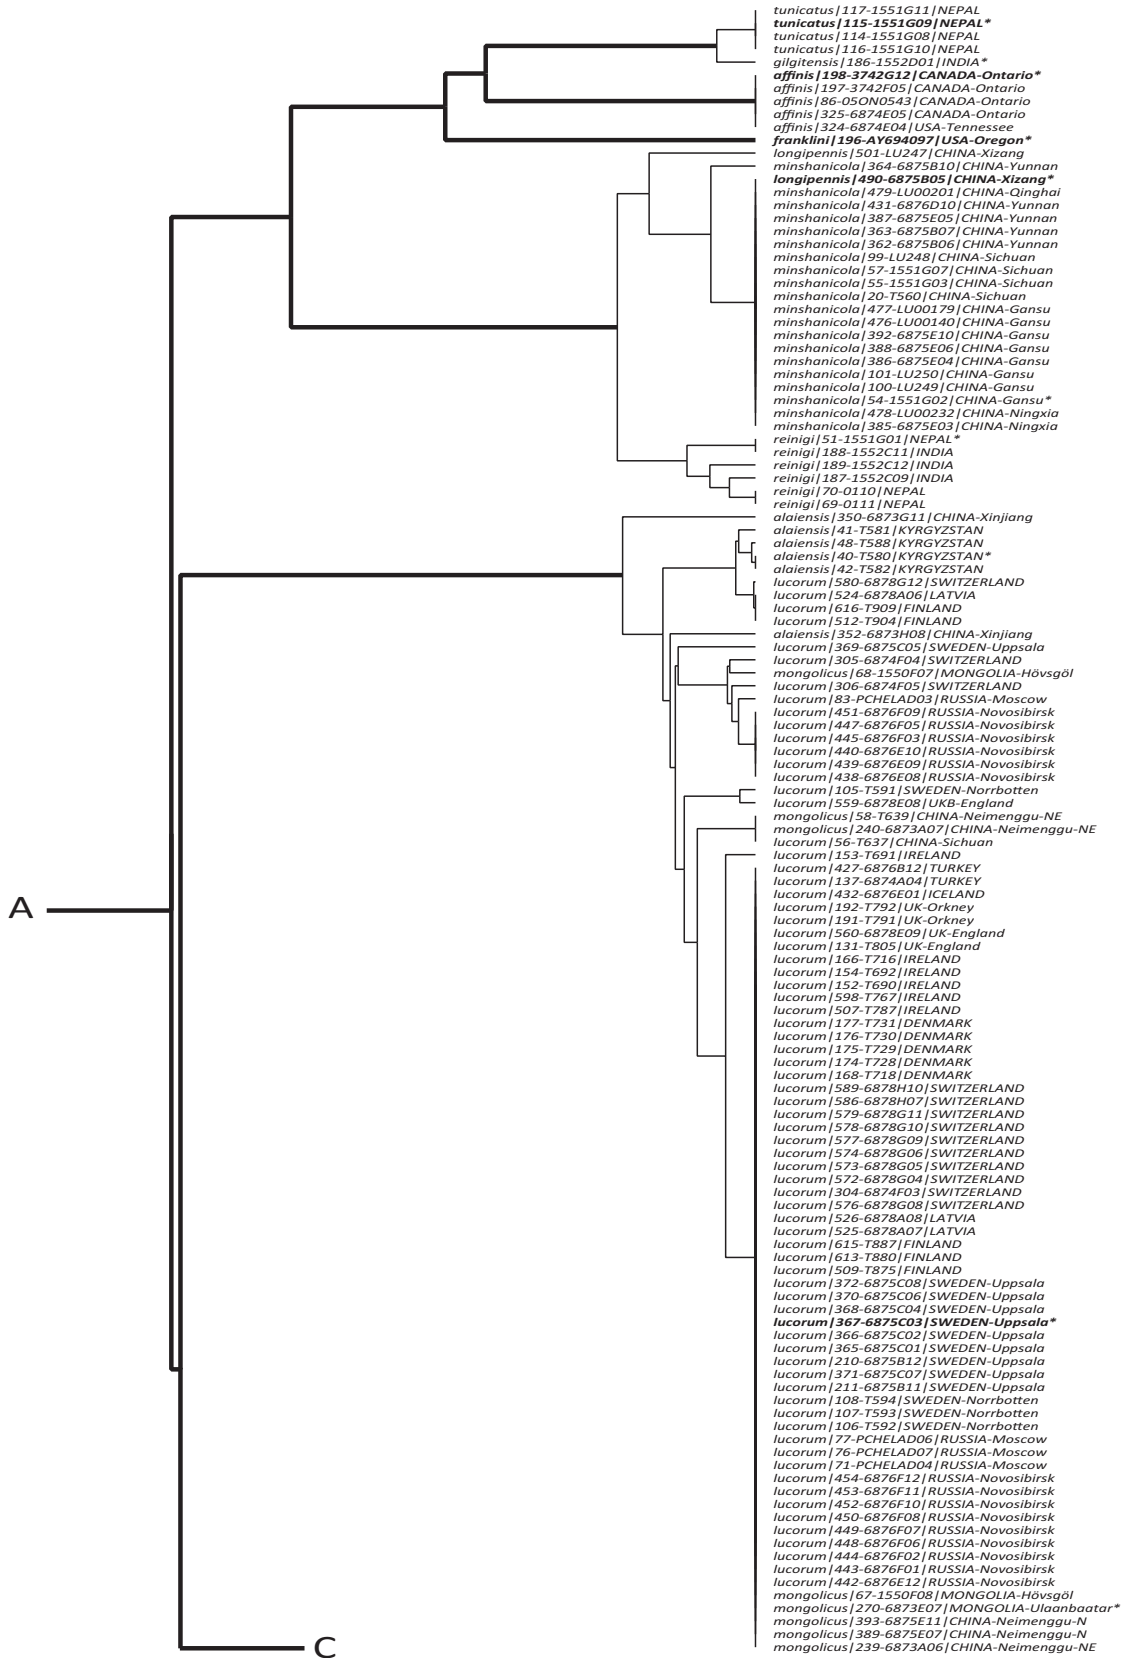 tunicatus|117-1551G11|NEPAL
tunicatus|115-1551G09|NEPAL*
tunicatus|114-1551G08|NEPAL
tunicatus|116-1551G10|NEPAL
gilgitensis|186-1552D01|INDIA*
affinis|198-3742G12|CANADA-Ontario*
affinis|197-3742F05|CANADA-Ontario
affinis|86-05ON0543|CANADA-Ontario
affinis|325-6874E05|CANADA-Ontario
affinis|324-6874E04|USA-Tennessee
franklini|196-AY694097|USA-Oregon*
longipennis|501-LU247|CHINA-Xizang
minshanicola|364-6875B10|CHINA-Yunnan
longipennis|490-6875B05|CHINA-Xizang*
minshanicola|479-LU00201|CHINA-Qinghai
minshanicola|431-6876D10|CHINA-Yunnan
minshanicola|387-6875E05|CHINA-Yunnan
minshanicola|363-6875B07|CHINA-Yunnan
minshanicola|362-6875B06|CHINA-Yunnan
minshanicola|99-LU248|CHINA-Sichuan
minshanicola|57-1551G07|CHINA-Sichuan
minshanicola|55-1551G03|CHINA-Sichuan
minshanicola|20-T560|CHINA-Sichuan
minshanicola|477-LU00179|CHINA-Gansu
minshanicola|476-LU00140|CHINA-Gansu
minshanicola|392-6875E10|CHINA-Gansu
minshanicola|388-6875E06|CHINA-Gansu
minshanicola|386-6875E04|CHINA-Gansu
minshanicola|101-LU250|CHINA-Gansu
minshanicola|100-LU249|CHINA-Gansu
minshanicola|54-1551G02|CHINA-Gansu*
minshanicola|478-LU00232|CHINA-Ningxia
minshanicola|385-6875E03|CHINA-Ningxia
reinigi|51-1551G01|NEPAL*
reinigi|188-1552C11|INDIA
reinigi|189-1552C12|INDIA
reinigi|187-1552C09|INDIA
reinigi|70-0110|NEPAL
reinigi|69-0111|NEPAL
alaiensis|350-6873G11|CHINA-Xinjiang
alaiensis|41-T581|KYRGYZSTAN
alaiensis|48-T588|KYRGYZSTAN
alaiensis|40-T580|KYRGYZSTAN*
alaiensis|42-T582|KYRGYZSTAN
lucorum|580-6878G12|SWITZERLAND
lucorum|524-6878A06|LATVIA
lucorum|616-T909|FINLAND
lucorum|512-T904|FINLAND
alaiensis|352-6873H08|CHINA-Xinjiang
lucorum|369-6875C05|SWEDEN-Uppsala
lucorum|305-6874F04|SWITZERLAND
mongolicus|68-1550F07|MONGOLIA-Hövsgöl
lucorum|306-6874F05|SWITZERLAND
lucorum|83-PCHELAD03|RUSSIA-Moscow
lucorum|451-6876F09|RUSSIA-Novosibirsk
lucorum|447-6876F05|RUSSIA-Novosibirsk
lucorum|445-6876F03|RUSSIA-Novosibirsk
lucorum|440-6876E10|RUSSIA-Novosibirsk
lucorum|439-6876E09|RUSSIA-Novosibirsk
lucorum|438-6876E08|RUSSIA-Novosibirsk
lucorum|105-T591|SWEDEN-Norrbotten
lucorum|559-6878E08|UKB-England
mongolicus|58-T639|CHINA-Neimenggu-NE
mongolicus|240-6873A07|CHINA-Neimenggu-NE
lucorum|56-T637|CHINA-Sichuan
lucorum|153-T691|IRELAND
lucorum|427-6876B12|TURKEY
lucorum|137-6874A04|TURKEY
lucorum|432-6876E01|ICELAND
A
lucorum|192-T792|UK-Orkney
lucorum|191-T791|UK-Orkney
lucorum|560-6878E09|UK-England
lucorum|131-T805|UK-England
lucorum|166-T716|IRELAND
lucorum|154-T692|IRELAND
lucorum|152-T690|IRELAND
lucorum|598-T767|IRELAND
lucorum|507-T787|IRELAND
lucorum|177-T731|DENMARK
lucorum|176-T730|DENMARK
lucorum|175-T729|DENMARK
lucorum|174-T728|DENMARK
lucorum|168-T718|DENMARK
lucorum|589-6878H10|SWITZERLAND
lucorum|586-6878H07|SWITZERLAND
lucorum|579-6878G11|SWITZERLAND
lucorum|578-6878G10|SWITZERLAND
lucorum|577-6878G09|SWITZERLAND
lucorum|574-6878G06|SWITZERLAND
lucorum|573-6878G05|SWITZERLAND
lucorum|572-6878G04|SWITZERLAND
lucorum|304-6874F03|SWITZERLAND
lucorum|576-6878G08|SWITZERLAND
lucorum|526-6878A08|LATVIA
lucorum|525-6878A07|LATVIA
lucorum|615-T887|FINLAND
lucorum|613-T880|FINLAND
lucorum|509-T875|FINLAND
lucorum|372-6875C08|SWEDEN-Uppsala
lucorum|370-6875C06|SWEDEN-Uppsala
lucorum|368-6875C04|SWEDEN-Uppsala
lucorum|367-6875C03|SWEDEN-Uppsala*
lucorum|366-6875C02|SWEDEN-Uppsala
lucorum|365-6875C01|SWEDEN-Uppsala
lucorum|210-6875B12|SWEDEN-Uppsala
lucorum|371-6875C07|SWEDEN-Uppsala
lucorum|211-6875B11|SWEDEN-Uppsala
lucorum|108-T594|SWEDEN-Norrbotten
lucorum|107-T593|SWEDEN-Norrbotten
lucorum|106-T592|SWEDEN-Norrbotten
lucorum|77-PCHELAD06|RUSSIA-Moscow
lucorum|76-PCHELAD07|RUSSIA-Moscow
lucorum|71-PCHELAD04|RUSSIA-Moscow
lucorum|454-6876F12|RUSSIA-Novosibirsk
lucorum|453-6876F11|RUSSIA-Novosibirsk
lucorum|452-6876F10|RUSSIA-Novosibirsk
lucorum|450-6876F08|RUSSIA-Novosibirsk
lucorum|449-6876F07|RUSSIA-Novosibirsk
lucorum|448-6876F06|RUSSIA-Novosibirsk
lucorum|444-6876F02|RUSSIA-Novosibirsk
lucorum|443-6876F01|RUSSIA-Novosibirsk
lucorum|442-6876E12|RUSSIA-Novosibirsk
mongolicus|67-1550F08|MONGOLIA-Hövsgöl
mongolicus|270-6873E07|MONGOLIA-Ulaanbaatar*
mongolicus|393-6875E11|CHINA-Neimenggu-N
mongolicus|389-6875E07|CHINA-Neimenggu-N
mongolicus|239-6873A06|CHINA-Neimenggu-NE
C